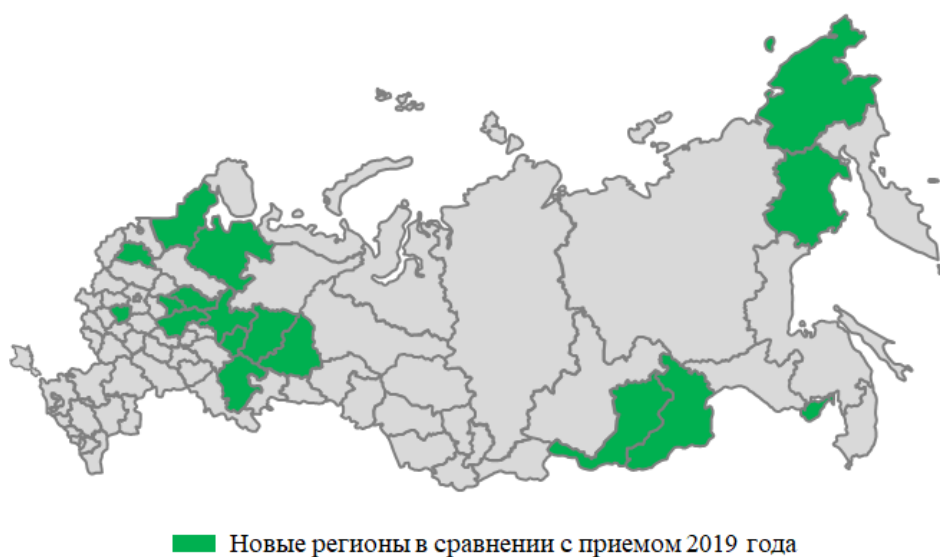 Новые регионы в сравнении с приемом 2019 года